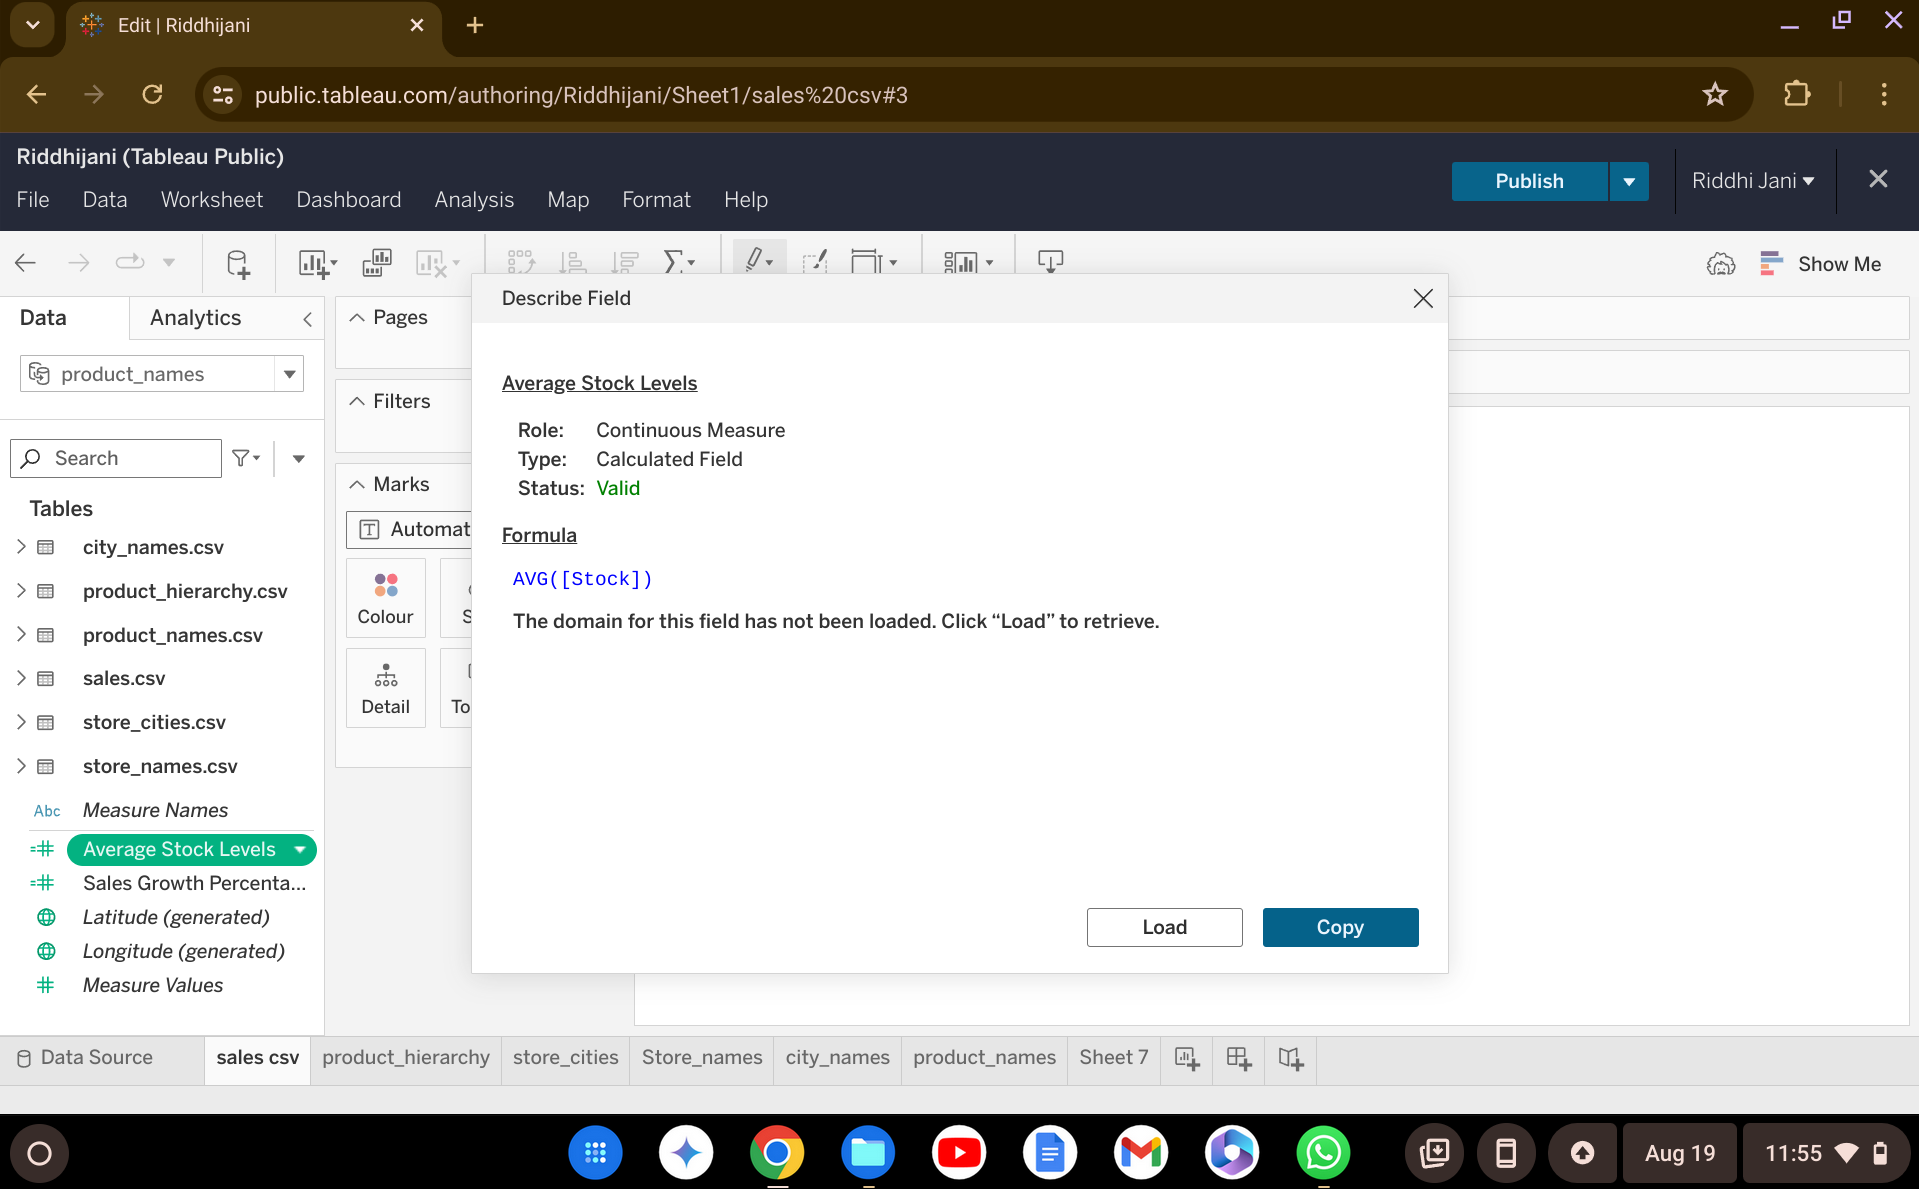 Edit | Riddhijani
public.tableau.com/authoring/Riddhijani/Sheet1/sales%20csv#3
Riddhijani (Tableau Public)
File Data Worksheet Dashboard Analysis Map Format Help
Publish
Riddhi Jani
Show Me
Data Analytics
product_names
Search
Tables
city_names.csv
product_hierarchy.csv
product_names.csv
sales.csv
store_cities.csv
store_names.csv
Abc Measure Names
Average Stock Levels
Sales Growth Percenta...
Latitude (generated)
Longitude (generated)
Measure Values
Pages
Filters
Marks
Automat
Colour
S
Detail
To
Describe Field
Average Stock Levels
Role: Continuous Measure
Type: Calculated Field
Status: Valid
Formula
AVG([Stock])
The domain for this field has not been loaded. Click “Load” to retrieve.
Load Copy
Data Source sales csv product_hierarchy store_cities Store_names city_names product_names Sheet 7
Aug 19 11:55